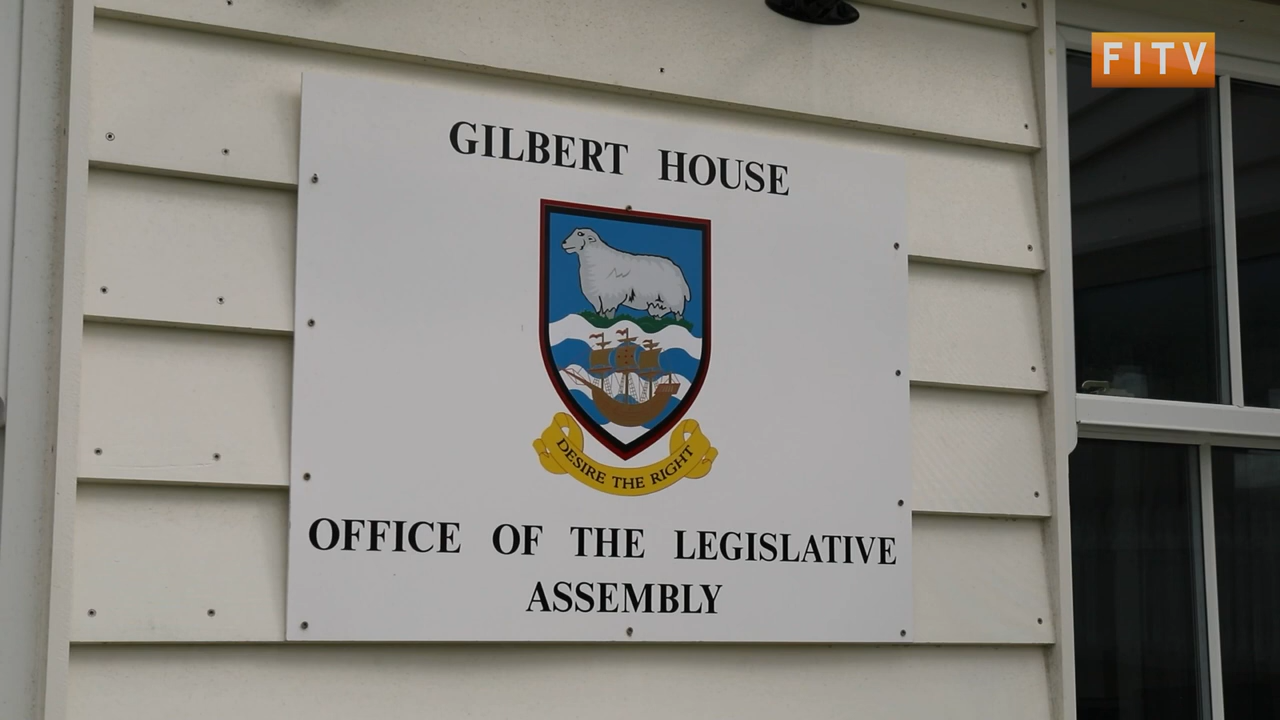 FITV
GILBERT HOUSE
DESIRE THE RIGHT
OFFICE OF THE LEGISLATIVE
ASSEMBLY